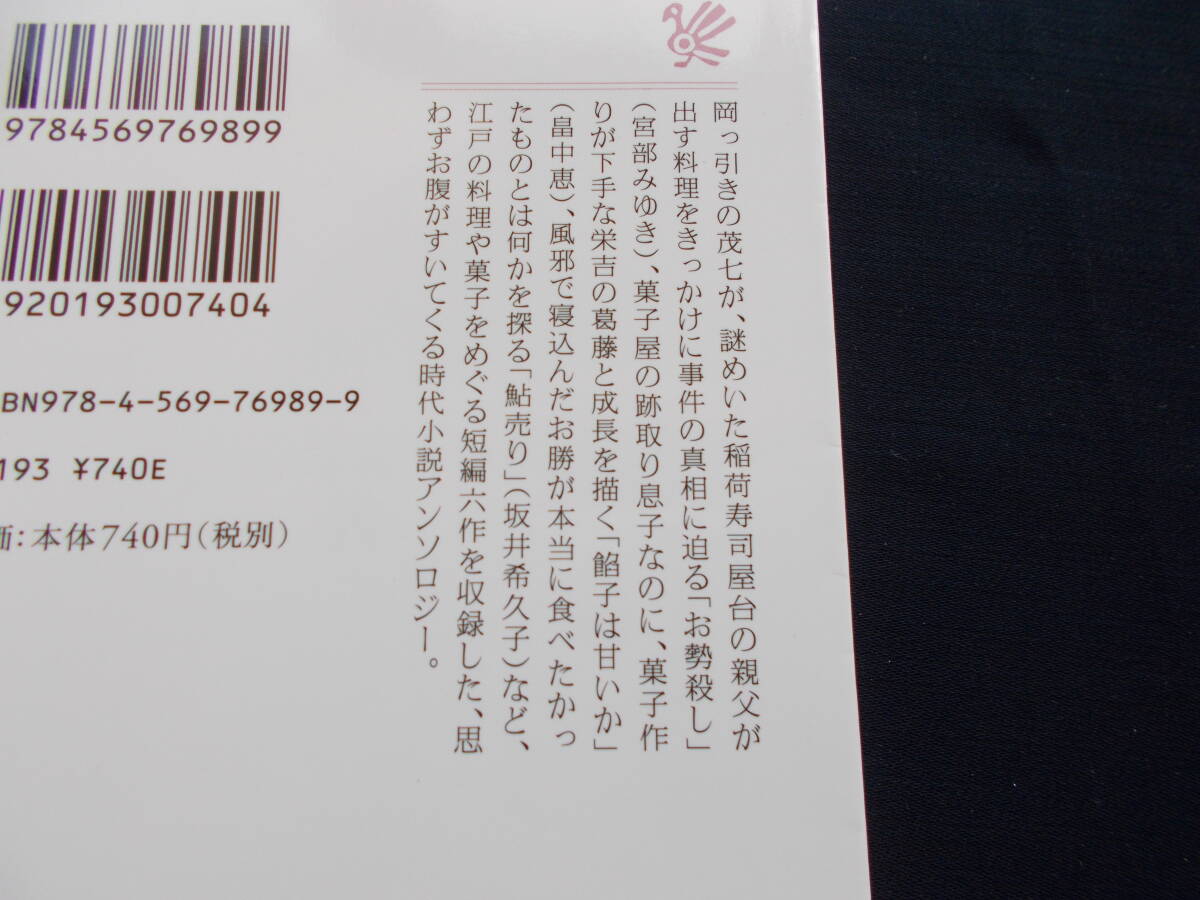 9784569769899
920193007404
BN978-4-569-76989-9
193 ¥740E
価:本体740円(税別)
岡っ引きの茂七が、謎めいた稲荷寿司屋台の親父が
出す料理をきっかけに事件の真相に迫る「お勢殺し」
(宮部みゆき)、菓子屋の跡取り息子なのに、菓子作
りが下手な栄吉の葛藤と成長を描く「餡子は甘いか」
(畠中恵)、風邪で寝込んだお勝が本当に食べたかっ
たものとは何かを探る「鮎売り」(坂井希久子)など、
江戸の料理や菓子をめぐる短編六作を収録した、思
わずお腹がすいてくる時代小説アンソロジー。